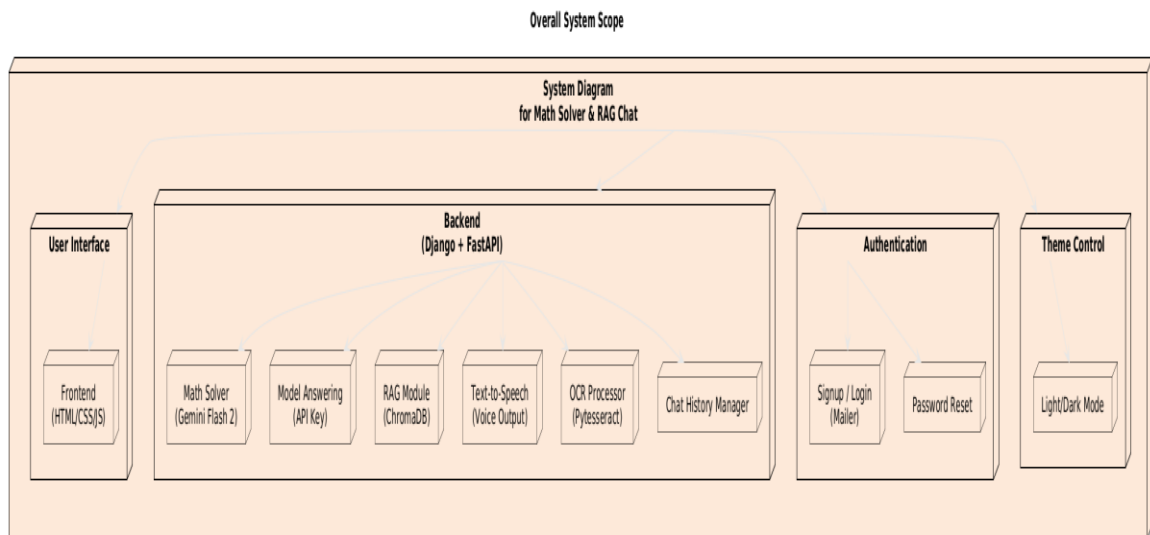 Overall System Scope
System Diagram
for Math Solver & RAG Chat
User Interface
Frontend
(HTML/CSS/JS)
Backend
(Django + FastAPI)
Math Solver
(Gemini Flash 2)
Model Answering
(API Key)
RAG Module
(ChromaDB)
Text-to-Speech
(Voice Output)
OCR Processor
(Pytesseract)
Chat History Manager
Authentication
Signup / Login
(Mailer)
Password Reset
Theme Control
Light/Dark Mode